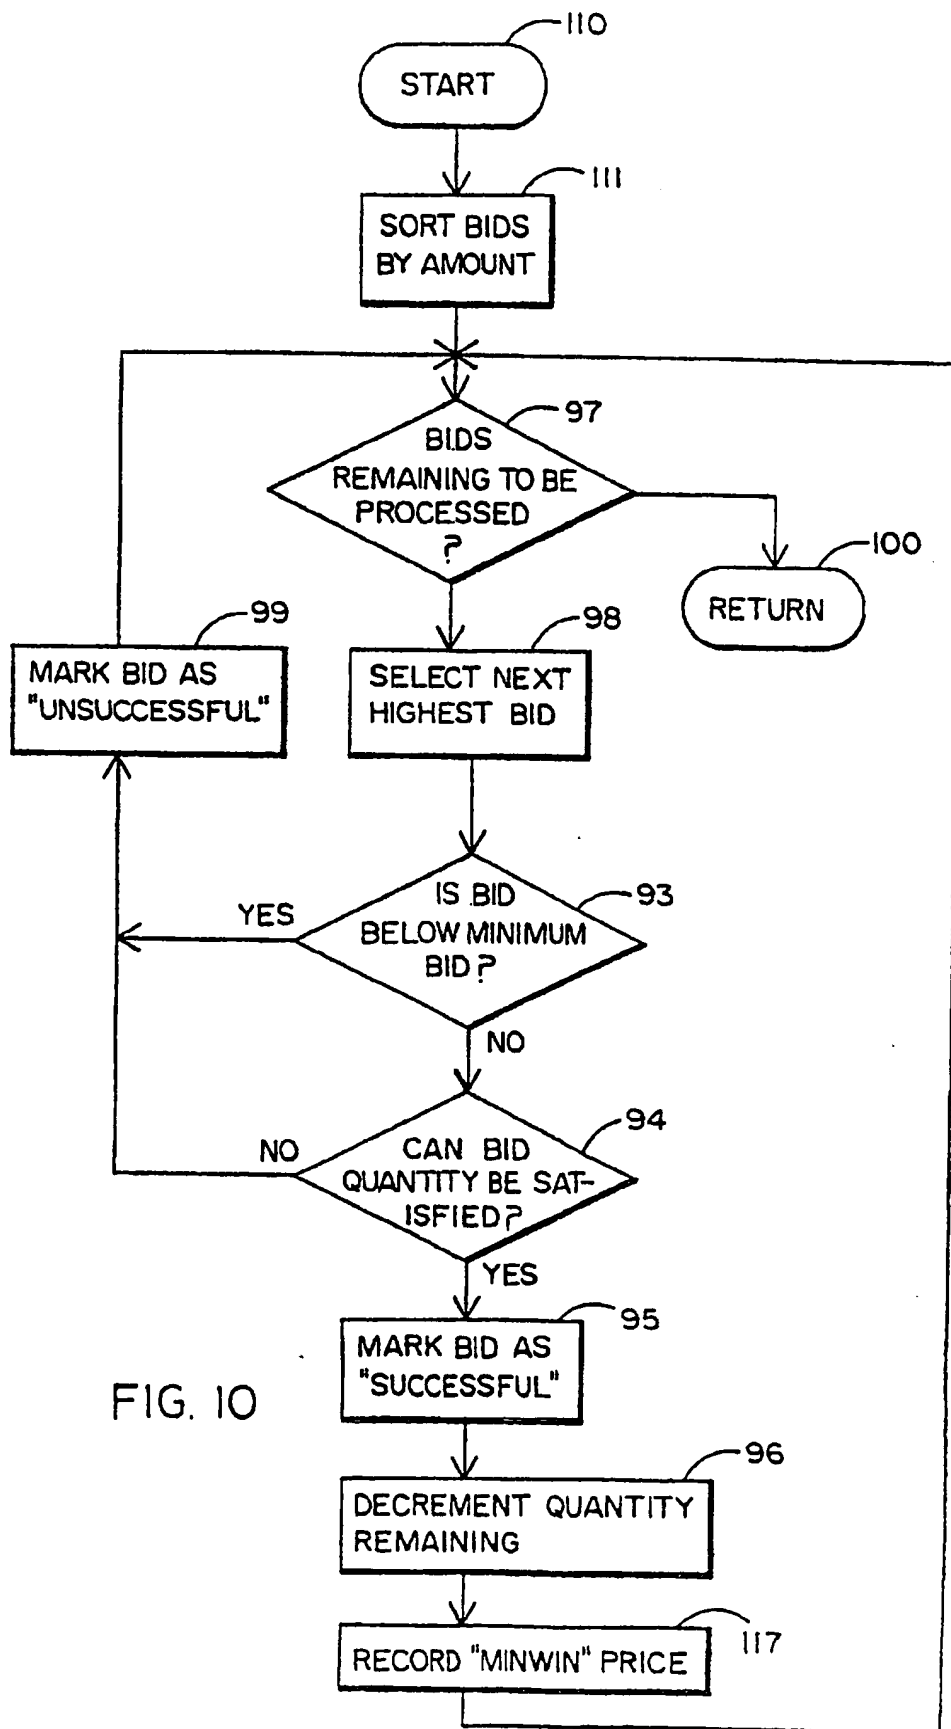 110
START
111
SORT BIDS
BY AMOUNT
97
BIDS
REMAINING TO BE
PROCESSED
?
100
RETURN
99
MARK BID AS
"UNSUCCESSFUL"
98
SELECT NEXT
HIGHEST BID
93
YES
IS BID
BELOW MINIMUM
BID?
NO
94
NO
CAN BID
QUANTITY BE SAT-
ISFIED?
YES
95
MARK BID AS
"SUCCESSFUL"
FIG. 10
96
DECREMENT QUANTITY
REMAINING
117
RECORD "MINWIN" PRICE